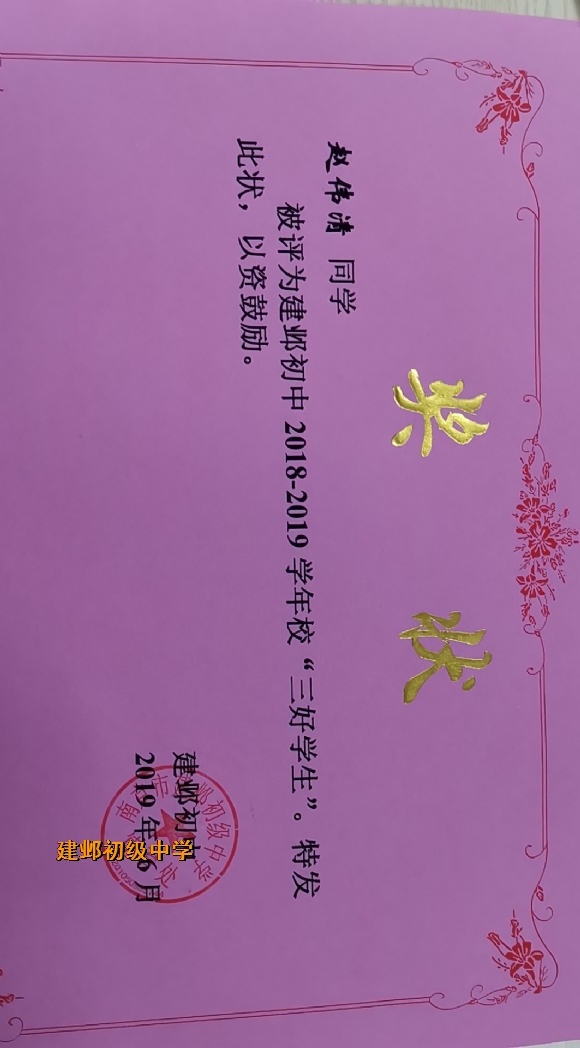 奖状
赵伟清 同学
被评为建邺初中 2018-2019 学年校“三好学生”。特发
此状，以资鼓励。
建邺初中
2019 年 6 月
建邺初级中学